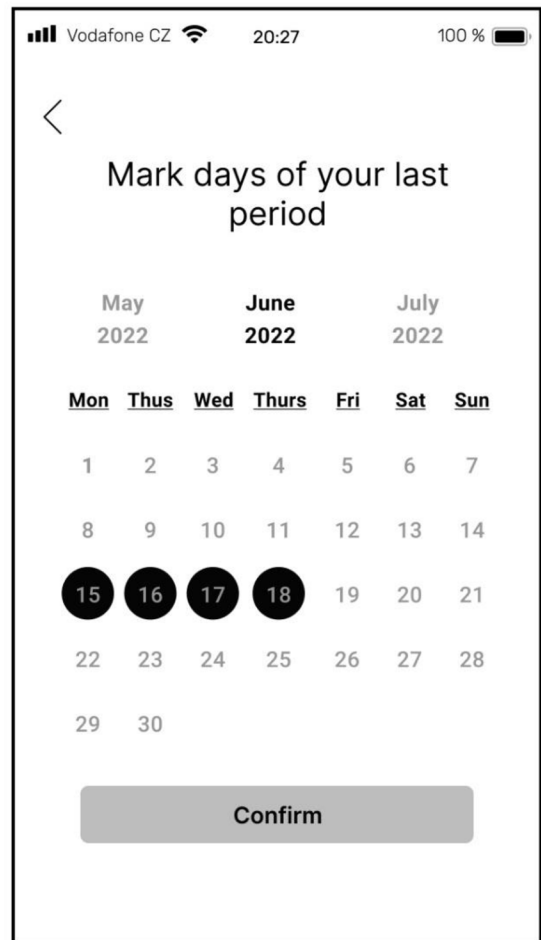 Vodafone CZ 20:27 100 %
Mark days of your last
period
May June July
2022 2022 2022
Mon Thus Wed Thurs Fri Sat Sun
1 2 3 4 5 6 7
8 9 10 11 12 13 14
15 16 17 18 19 20 21
22 23 24 25 26 27 28
29 30
Confirm